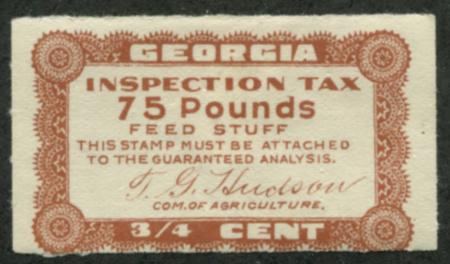 GEORGIA
INSPECTION TAX
75 Pounds
FEED STUFF
THIS STAMP MUST BE ATTACHED
TO THE GUARANTEED ANALYSIS.
T. G. Hudson
COM. OF AGRICULTURE.
3/4 CENT